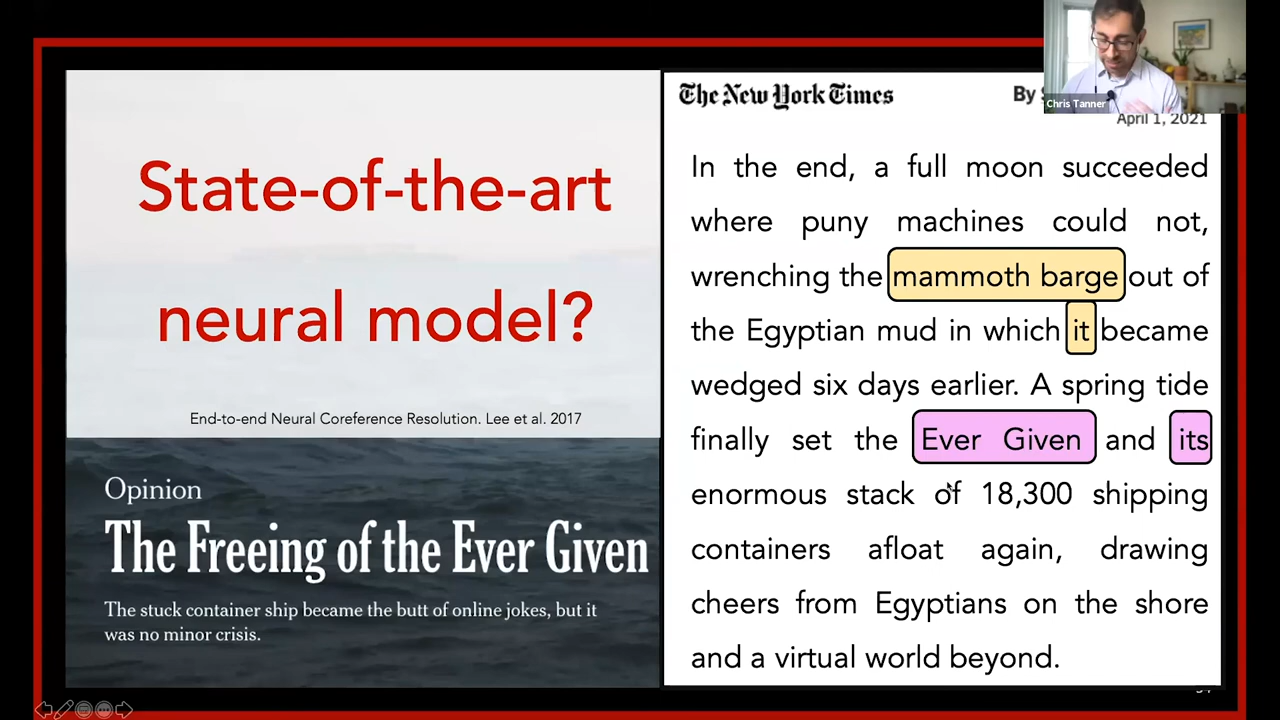 State-of-the-art
neural model?
End-to-end Neural Coreference Resolution. Lee et al. 2017
Opinion
The Freeing of the Ever Given
The stuck container ship became the butt of online jokes, but it
was no minor crisis.
The New York Times
By
Chris Tanner
April 1, 2021
In the end, a full moon succeeded
where puny machines could not,
wrenching the mammoth barge out of
the Egyptian mud in which it became
wedged six days earlier. A spring tide
finally set the Ever Given and its
enormous stack of 18,300 shipping
containers afloat again, drawing
cheers from Egyptians on the shore
and a virtual world beyond.